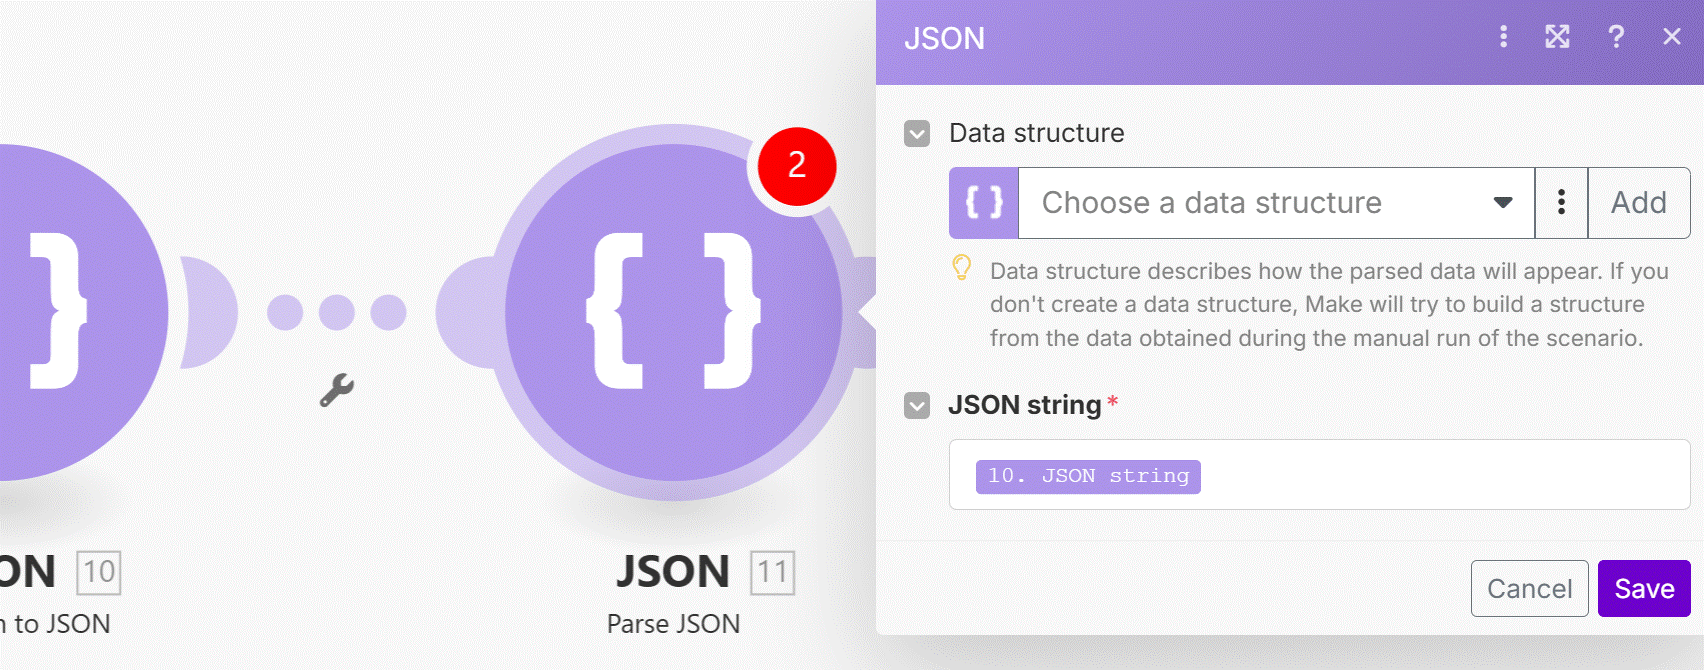 JSON
?
Data structure
{ } Choose a data structure Add
Data structure describes how the parsed data will appear. If you
don't create a data structure, Make will try to build a structure
from the data obtained during the manual run of the scenario.
JSON string *
10. JSON string
Cancel Save
}
{ }
2
ON 10
n to JSON
JSON 11
Parse JSON